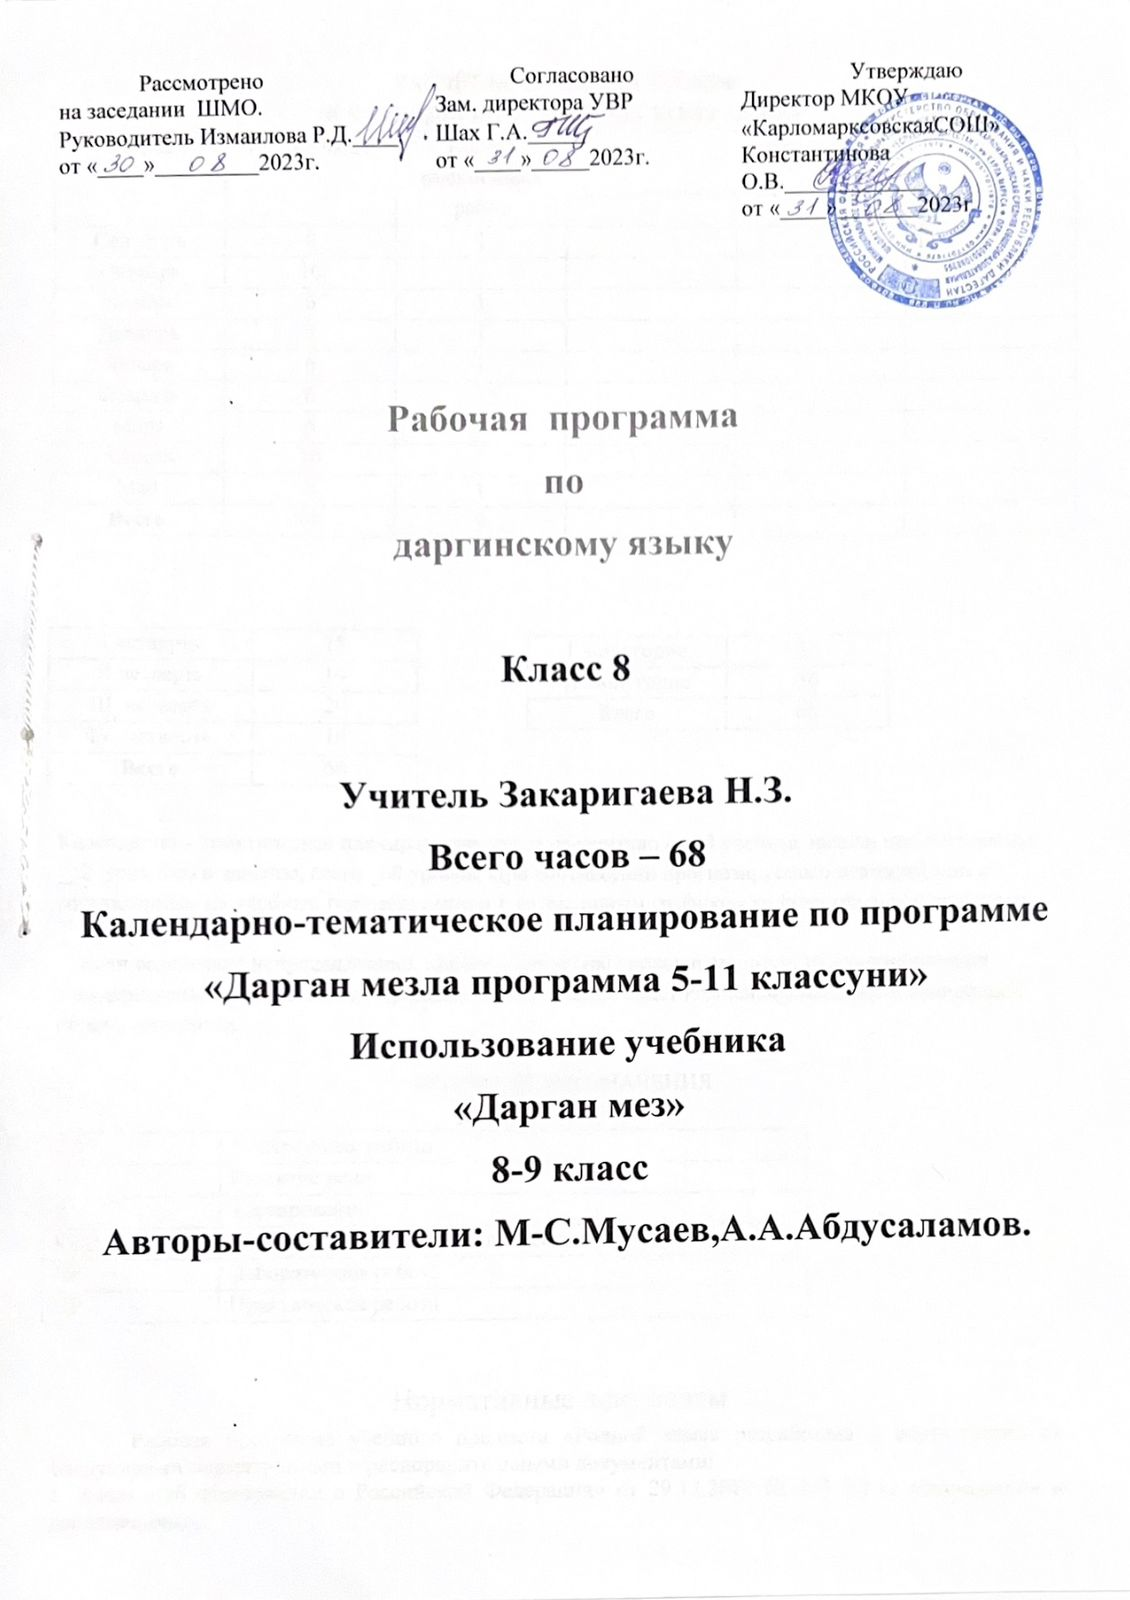 Рассмотрено
на заседании ШМО.
Руководитель Измаилова Р.Д.
от «30» 08 2023г.
Согласовано
Зам. директора УВР
Шах Г.А.
от «31» 08 2023г.
Утверждаю
Директор МКОУ
«КарломарксовскаяСОШ»
Константинова
О.В.
от «31» 08 2023г.
Рабочая программа
по
даргинскому языку
Класс 8
Учитель Закаригаева Н.З.
Всего часов – 68
Календарно-тематическое планирование по программе
«Дарган мезла программа 5-11 классуни»
Использование учебника
«Дарган мез»
8-9 класс
Авторы-составители: М-С.Мусаев,А.А.Абдусаламов.